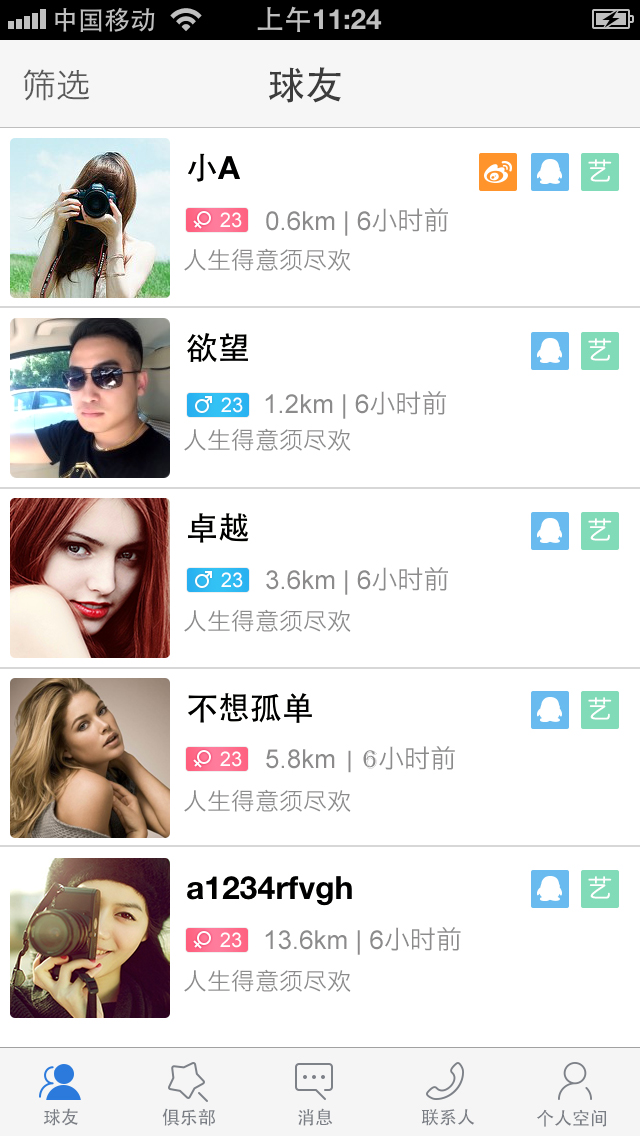 中国移动 上午11:24
筛选 球友
小A 艺
23 0.6km | 6小时前
人生得意须尽欢
欲望 艺
23 1.2km | 6小时前
人生得意须尽欢
卓越 艺
23 3.6km | 6小时前
人生得意须尽欢
不想孤单 艺
23 5.8km | 6小时前
人生得意须尽欢
a1234rfvgh 艺
23 13.6km | 6小时前
人生得意须尽欢
球友 俱乐部 消息 联系人 个人空间